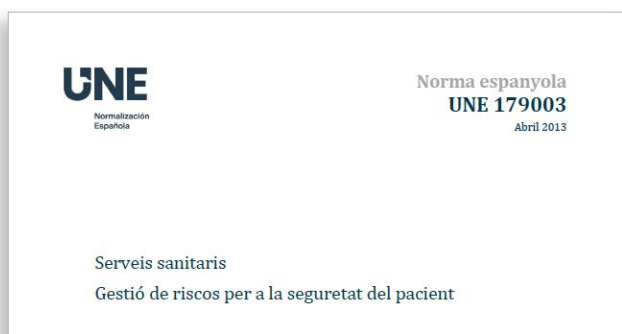 UNE
Normalización
Española
Norma espanyola
UNE 179003
Abril 2013
Serveis sanitaris
Gestió de riscos per a la seguretat del pacient